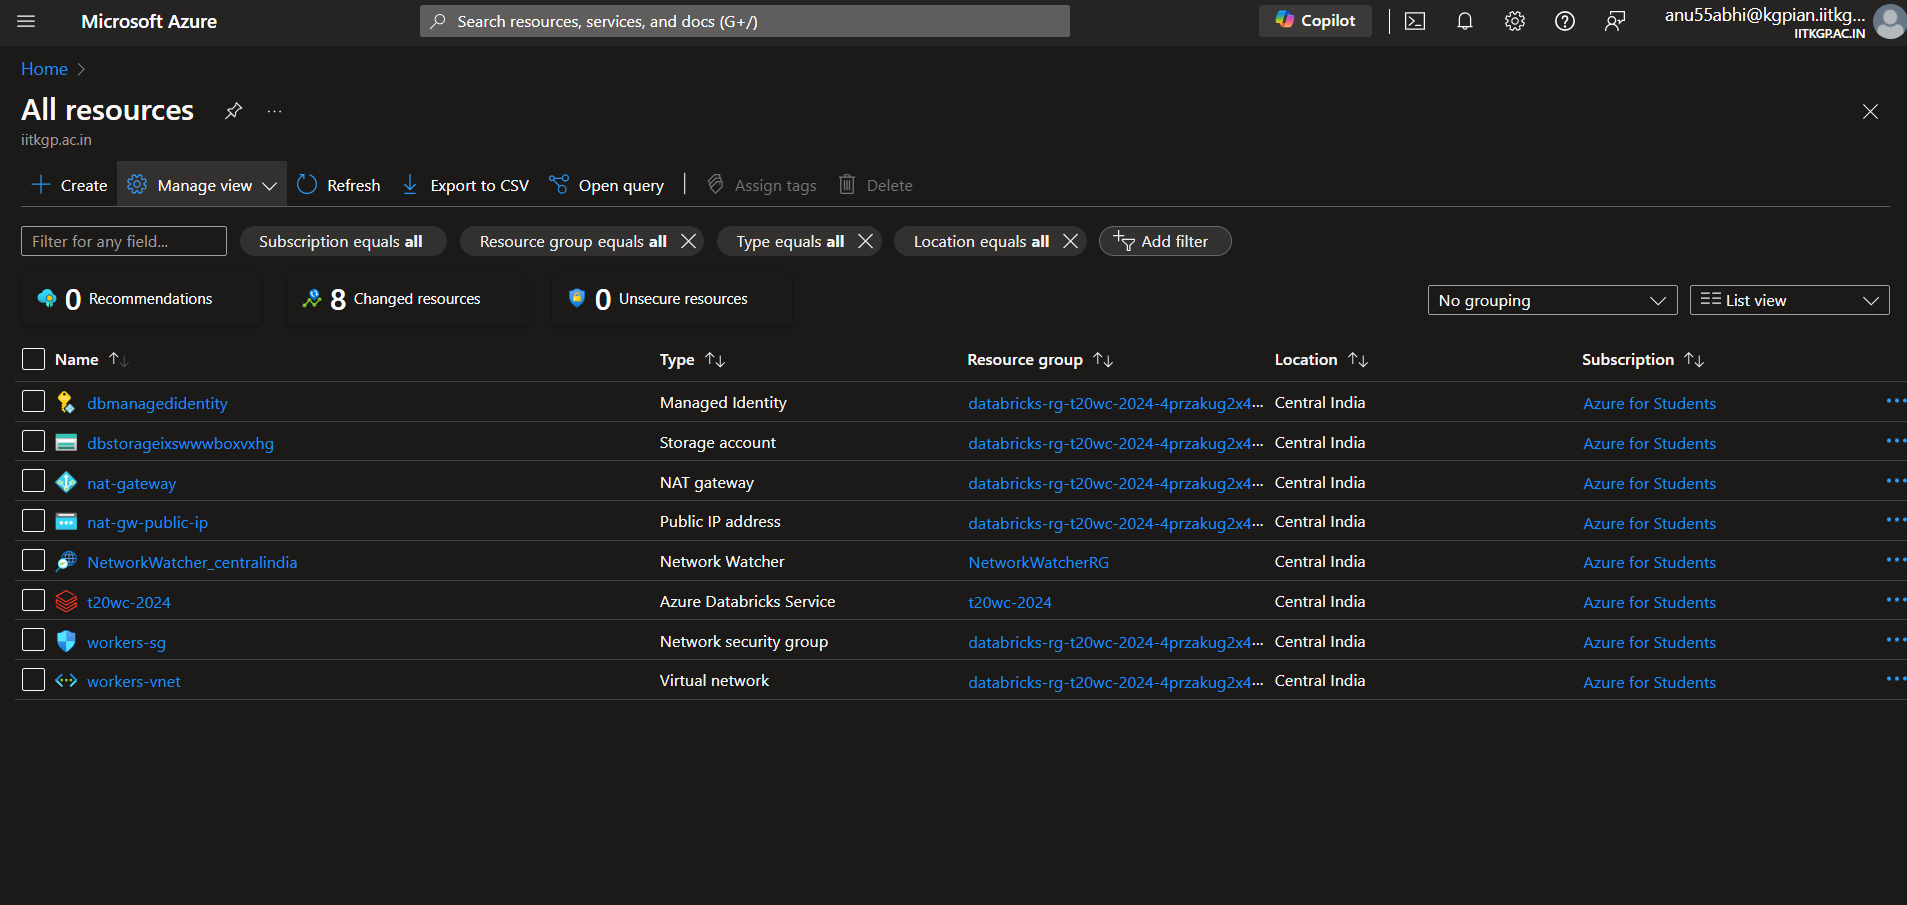 Microsoft Azure
Search resources, services, and docs (G+/)
Copilot
anu55abhi@kgpian.iitkg...
IITKGP.AC.IN
Home
All resources
iitkgp.ac.in
Create Manage view Refresh Export to CSV Open query Assign tags Delete
Filter for any field... Subscription equals all Resource group equals all Type equals all Location equals all Add filter
0 Recommendations 8 Changed resources 0 Unsecure resources No grouping List view
Name Type Resource group Location Subscription
dbmanagedidentity Managed Identity databricks-rg-t20wc-2024-4przakug2x4... Central India Azure for Students
dbstorageixswwwboxvxhg Storage account databricks-rg-t20wc-2024-4przakug2x4... Central India Azure for Students
nat-gateway NAT gateway databricks-rg-t20wc-2024-4przakug2x4... Central India Azure for Students
nat-gw-public-ip Public IP address databricks-rg-t20wc-2024-4przakug2x4... Central India Azure for Students
NetworkWatcher_centralindia Network Watcher NetworkWatcherRG Central India Azure for Students
t20wc-2024 Azure Databricks Service t20wc-2024 Central India Azure for Students
workers-sg Network security group databricks-rg-t20wc-2024-4przakug2x4... Central India Azure for Students
workers-vnet Virtual network databricks-rg-t20wc-2024-4przakug2x4... Central India Azure for Students